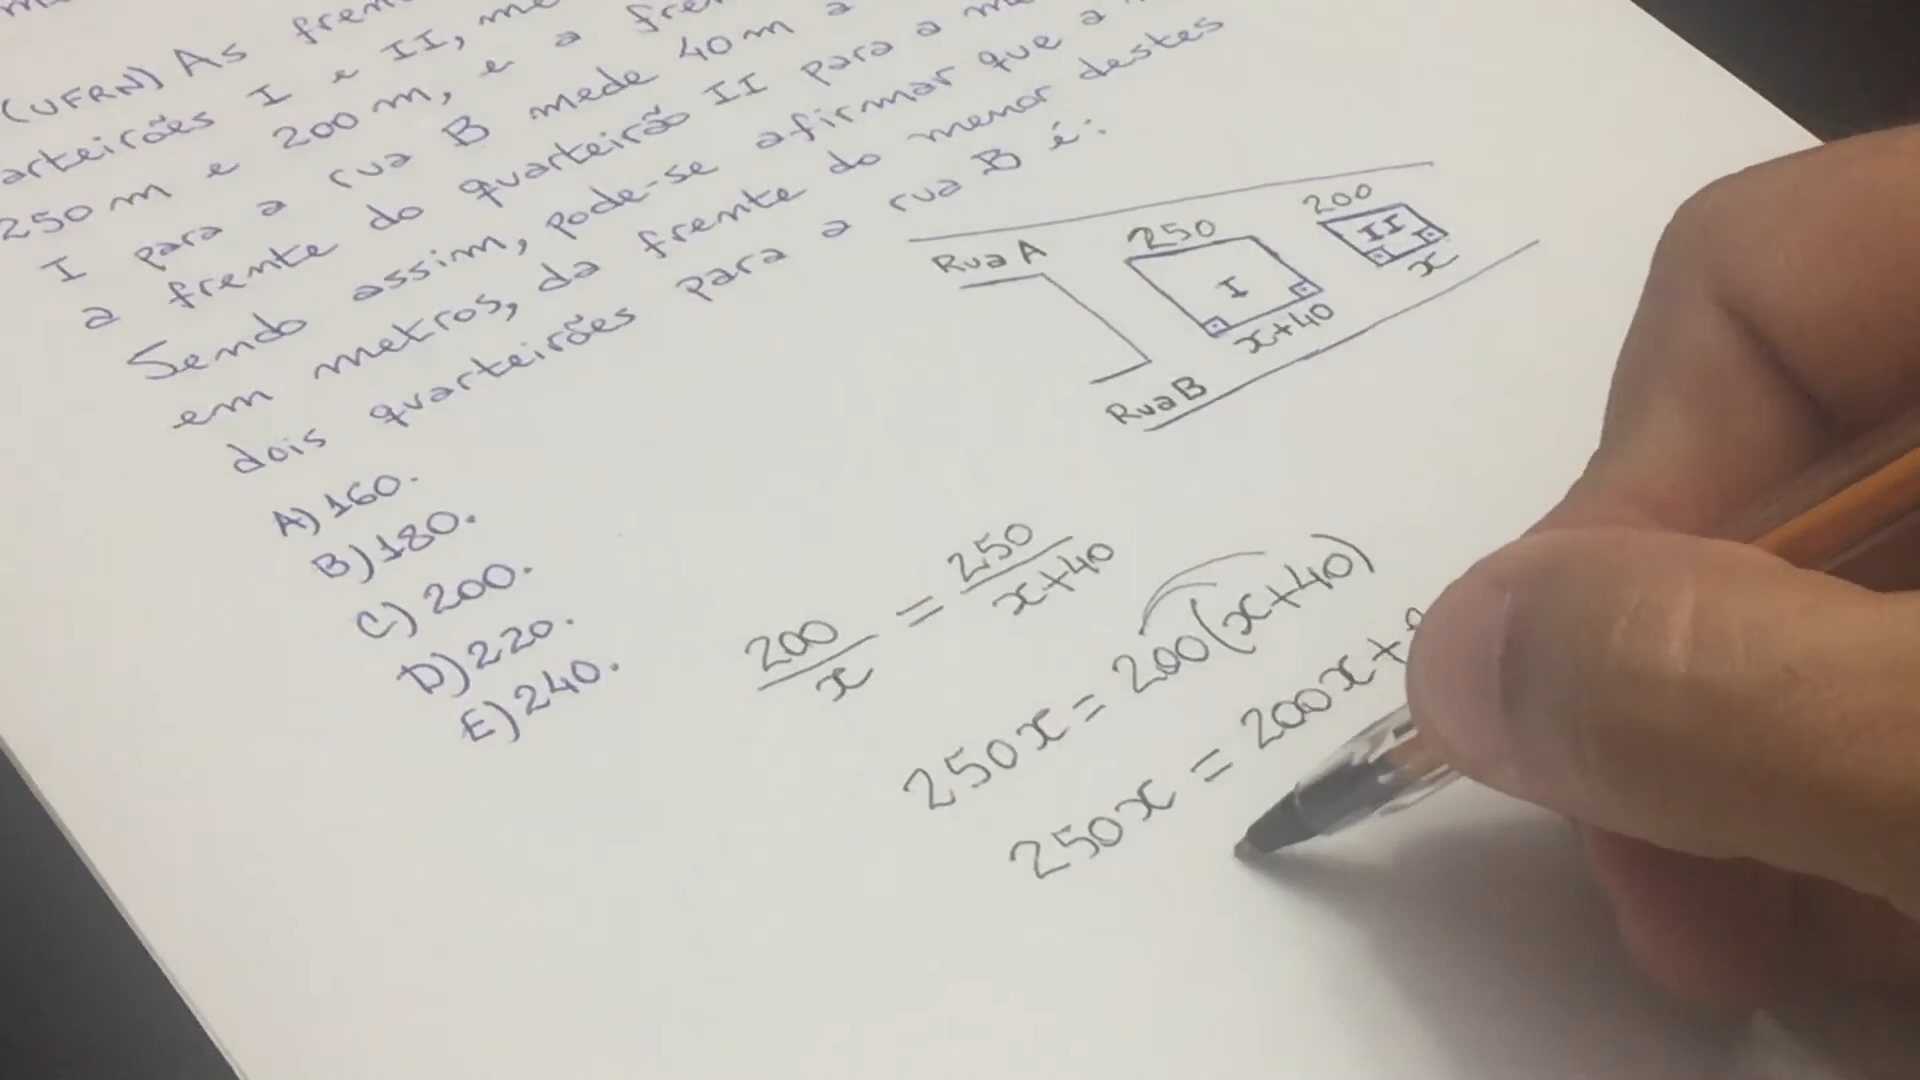 (UFRN) As
arteirões I e II,
250 m e 200 m, e a
I para a rua B mede 40 m a
a frente do quarteirão II para a
Sendo assim, pode-se afirmar que a
em metros, da frente do menor destes
dois quarteirões para a rua B é:
A) 160.
B) 180.
C) 200.
D) 220.
E) 240.
Rua A
250
200
I
II
x+40
x
Rua B
200/x = 250/x+40
250x = 200(x+40)
250x = 200x+